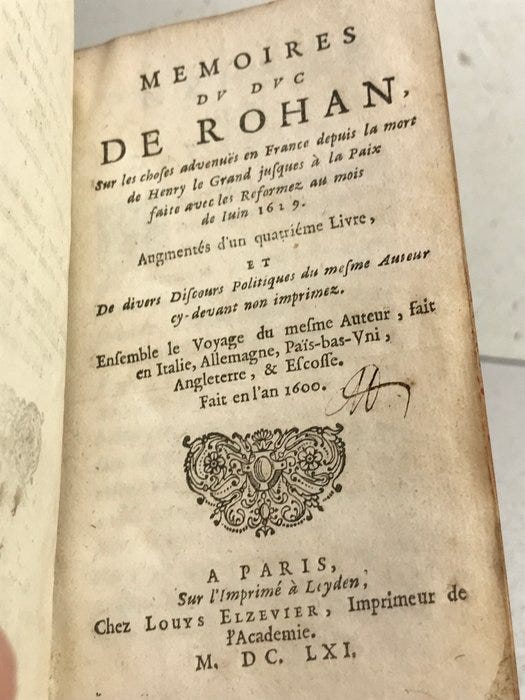 MEMOIRES
DV DVC
DE ROHAN,
Sur les choses advenuës en France depuis la mort
de Henry le Grand jusques à la Paix
faite avec les Reformez au mois
de Iuin 1629.
Augmentés d'un quatriéme Livre,
ET
De divers Discours Politiques du mesme Auteur
cy-devant non imprimez.
Ensemble le Voyage du mesme Auteur, fait
en Italie, Allemagne, Païs-bas-Vni,
Angleterre, & Escosse.
Fait en l'an 1600.
A PARIS,
Sur l'Imprimé à Leyden,
Chez LOUYS ELZEVIER, Imprimeur de
l'Academie.
M. DC. LXI.